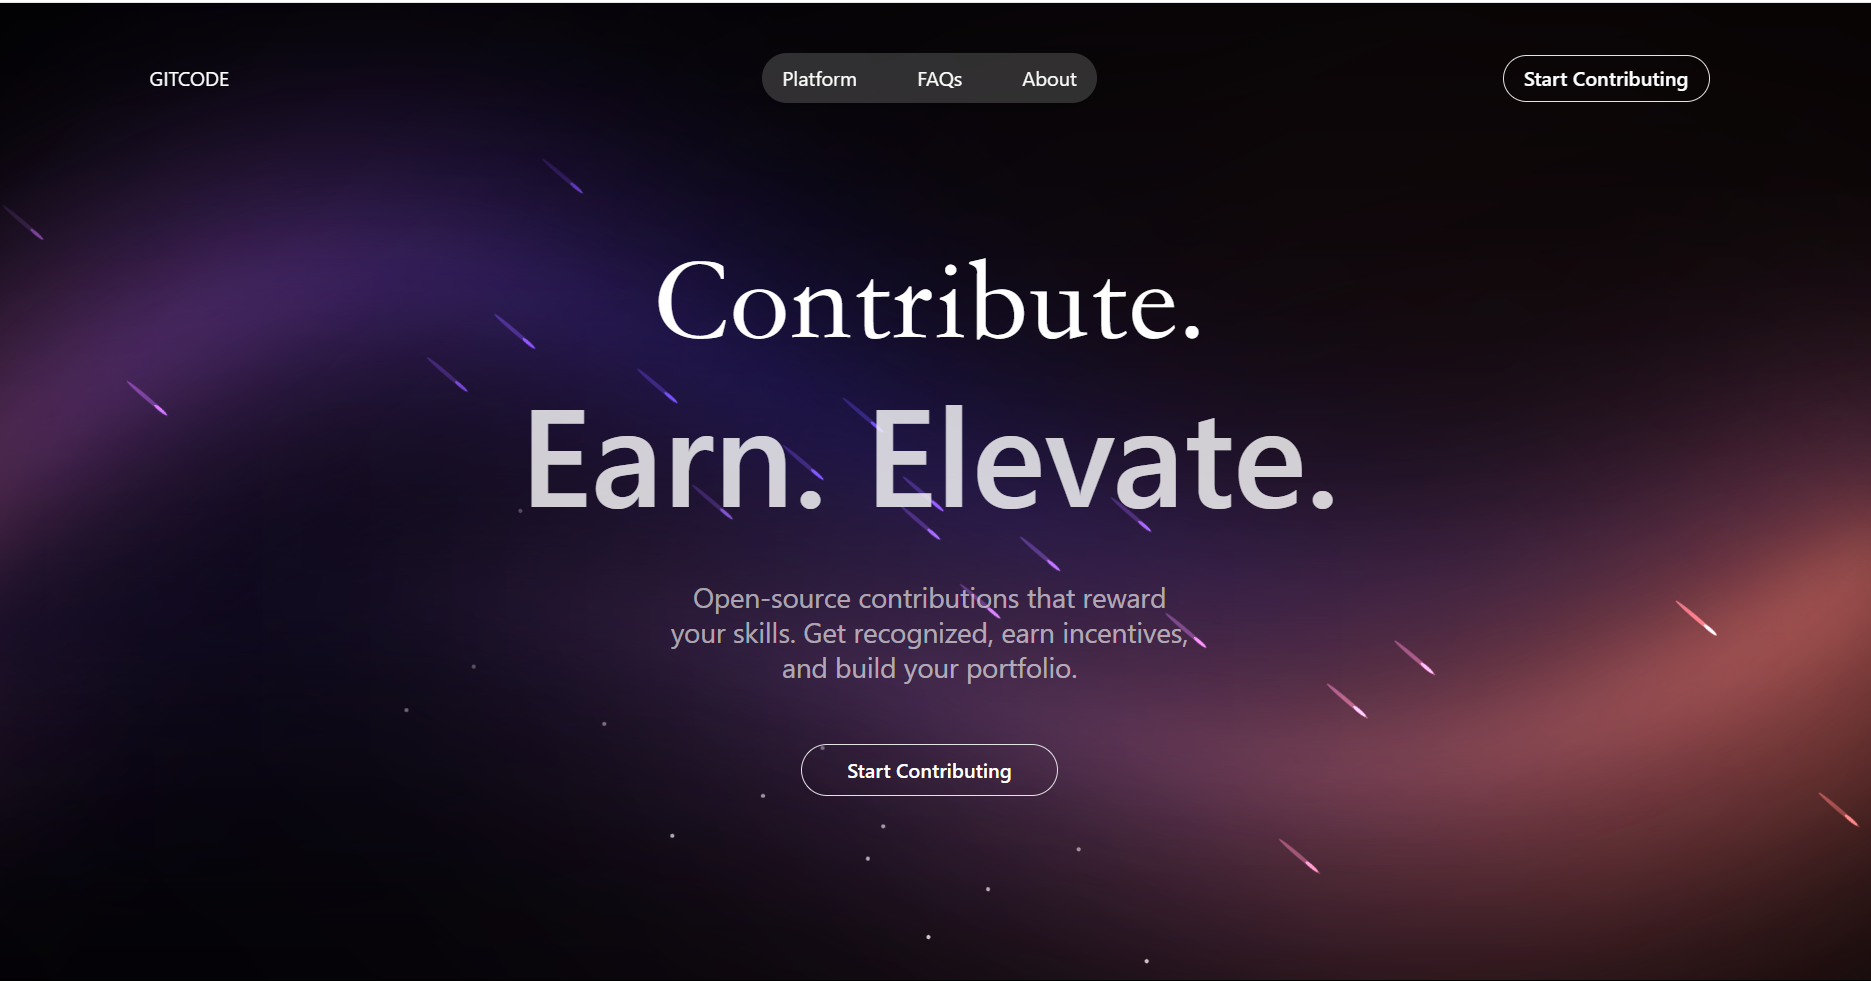 GITCODE
Platform
FAQs
About
Start Contributing
Contribute.
Earn. Elevate.
Open-source contributions that reward
your skills. Get recognized, earn incentives,
and build your portfolio.
Start Contributing